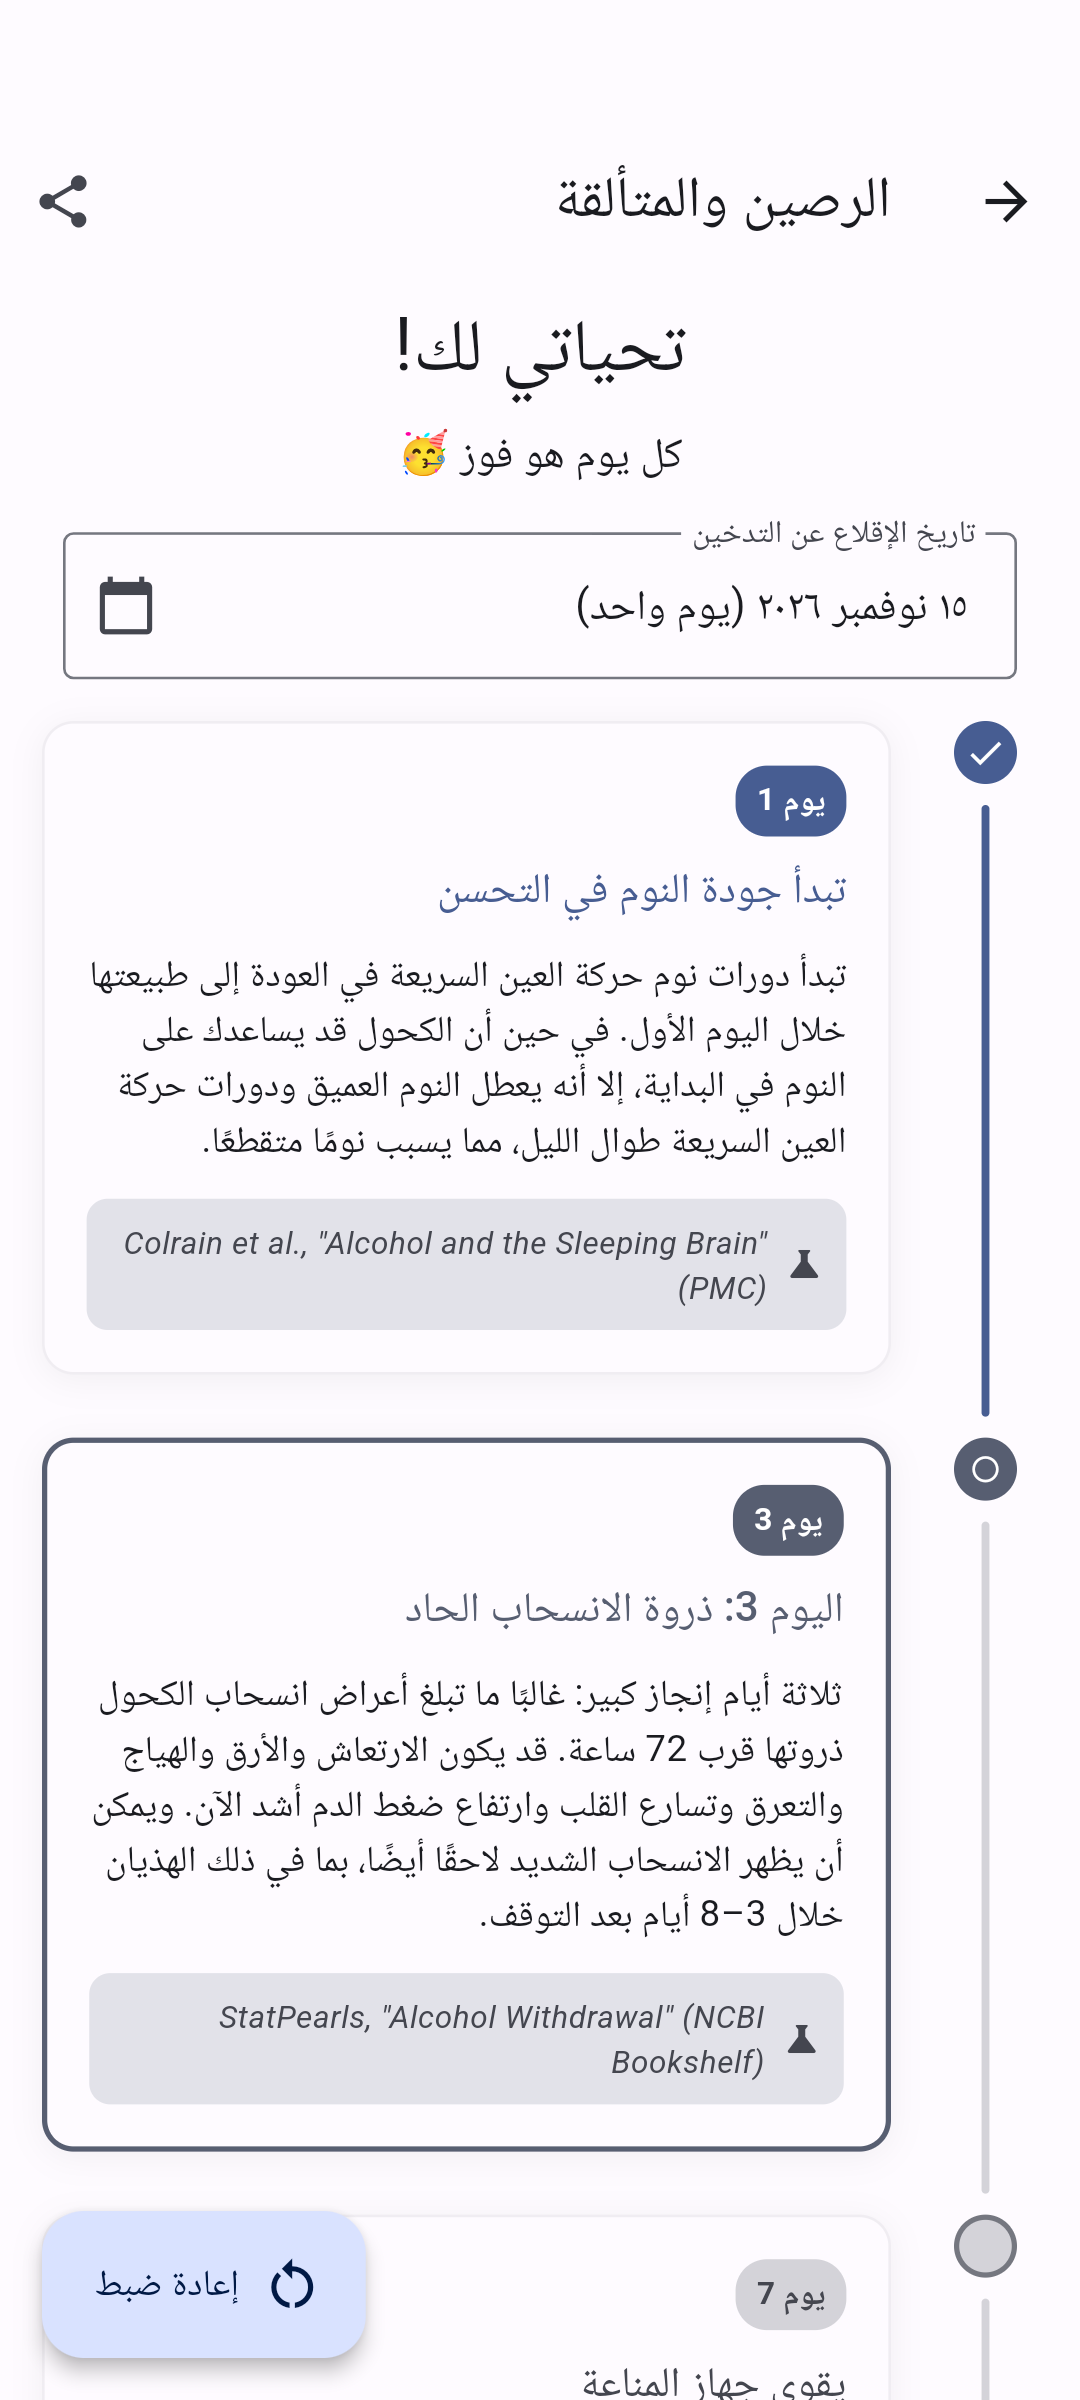 الرصين والمتألقة
تحياتي لك!
كل يوم هو فوز 🥳
تاريخ الإقلاع عن التدخين
١٥ نوفمبر ٢٠٢٦ (يوم واحد)
يوم 1
تبدأ جودة النوم في التحسن
تبدأ دورات نوم حركة العين السريعة في العودة إلى طبيعتها
خلال اليوم الأول. في حين أن الكحول قد يساعدك على
النوم في البداية، إلا أنه يعطل النوم العميق ودورات حركة
العين السريعة طوال الليل، مما يسبب نومًا متقطعًا.
Colrain et al., "Alcohol and the Sleeping Brain"
(PMC)
يوم 3
اليوم 3: ذروة الانسحاب الحاد
ثلاثة أيام إنجاز كبير: غالبًا ما تبلغ أعراض انسحاب الكحول
ذروتها قرب 72 ساعة. قد يكون الارتعاش والأرق والهياج
والتعرق وتسارع القلب وارتفاع ضغط الدم أشد الآن. ويمكن
أن يظهر الانسحاب الشديد لاحقًا أيضًا، بما في ذلك الهذيان
خلال 3–8 أيام بعد التوقف.
StatPearls, "Alcohol Withdrawal" (NCBI
Bookshelf)
يوم 7
يقوى جهاز المناعة
إعادة ضبط